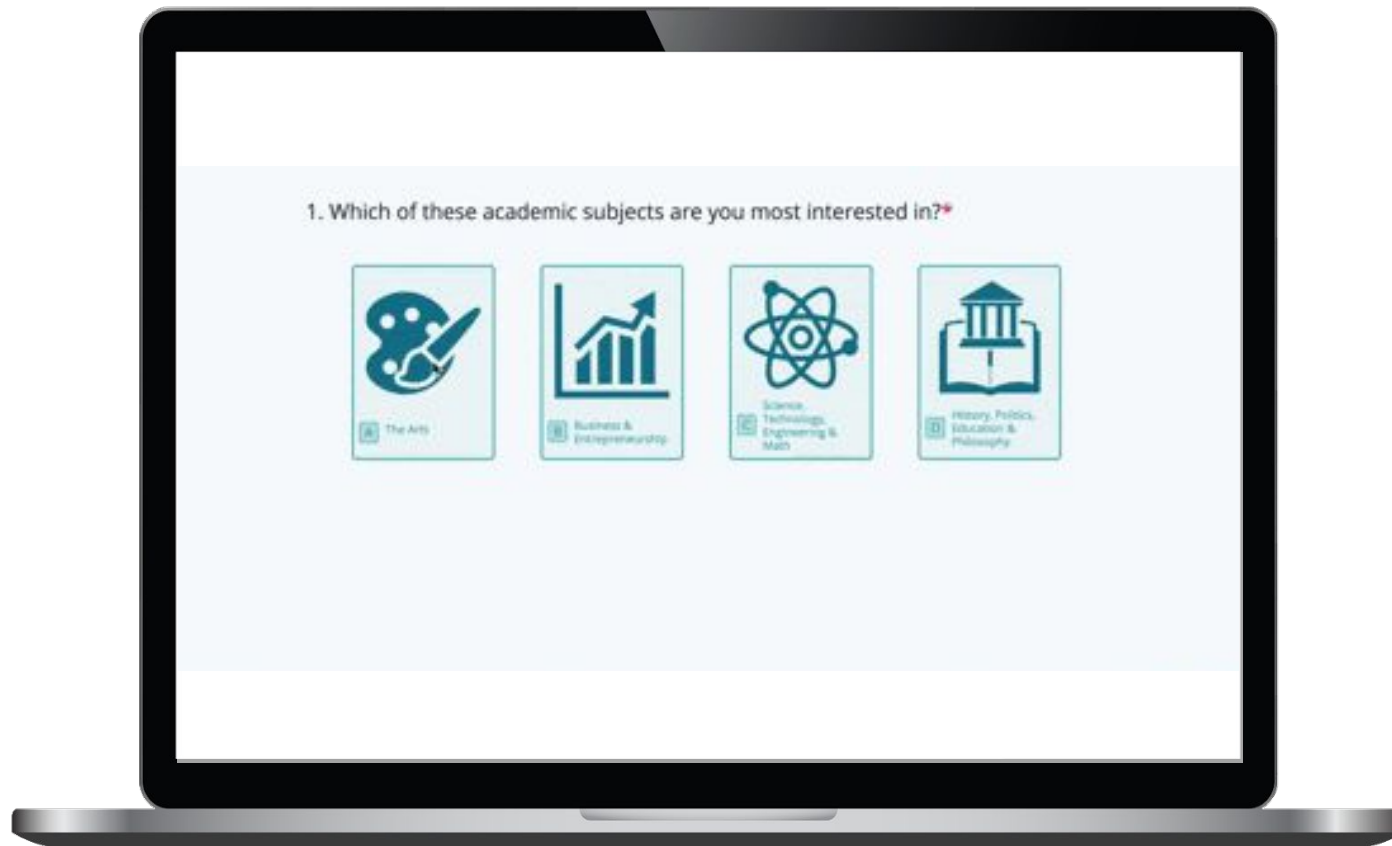 1. Which of these academic subjects are you most interested in?*
A The Arts
B Business &
Entrepreneurship
C Science,
Technology,
Engineering &
Math
D History, Politics,
Education &
Philosophy